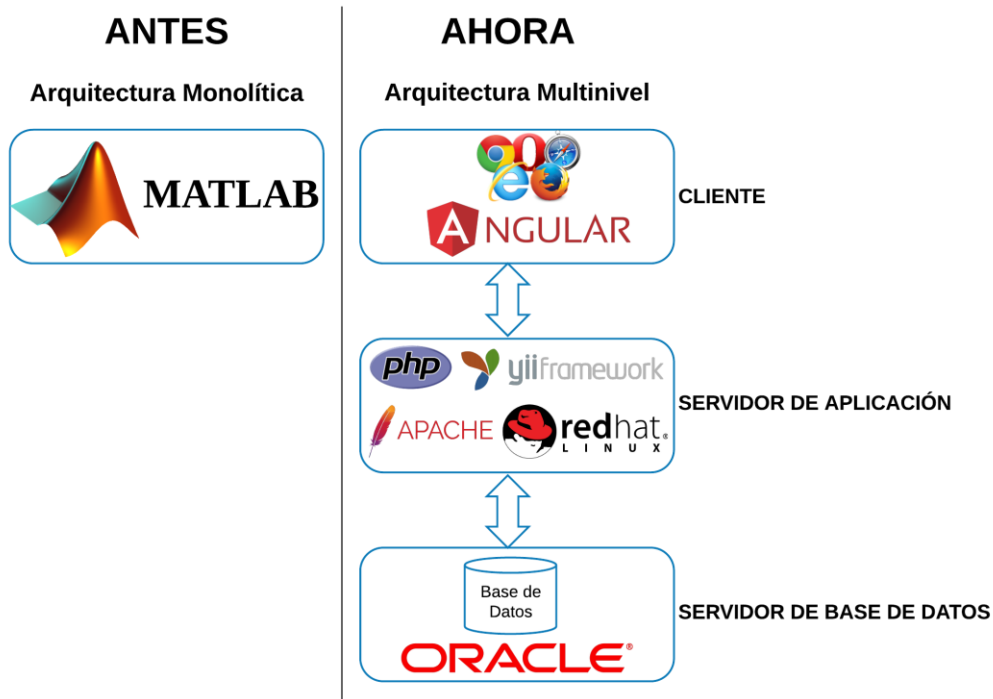 ANTES
Arquitectura Monolítica
MATLAB
AHORA
Arquitectura Multinivel
ANGULAR
CLIENTE
php
yiiframework
APACHE
redhat®
LINUX
SERVIDOR DE APLICACIÓN
Base de
Datos
ORACLE®
SERVIDOR DE BASE DE DATOS